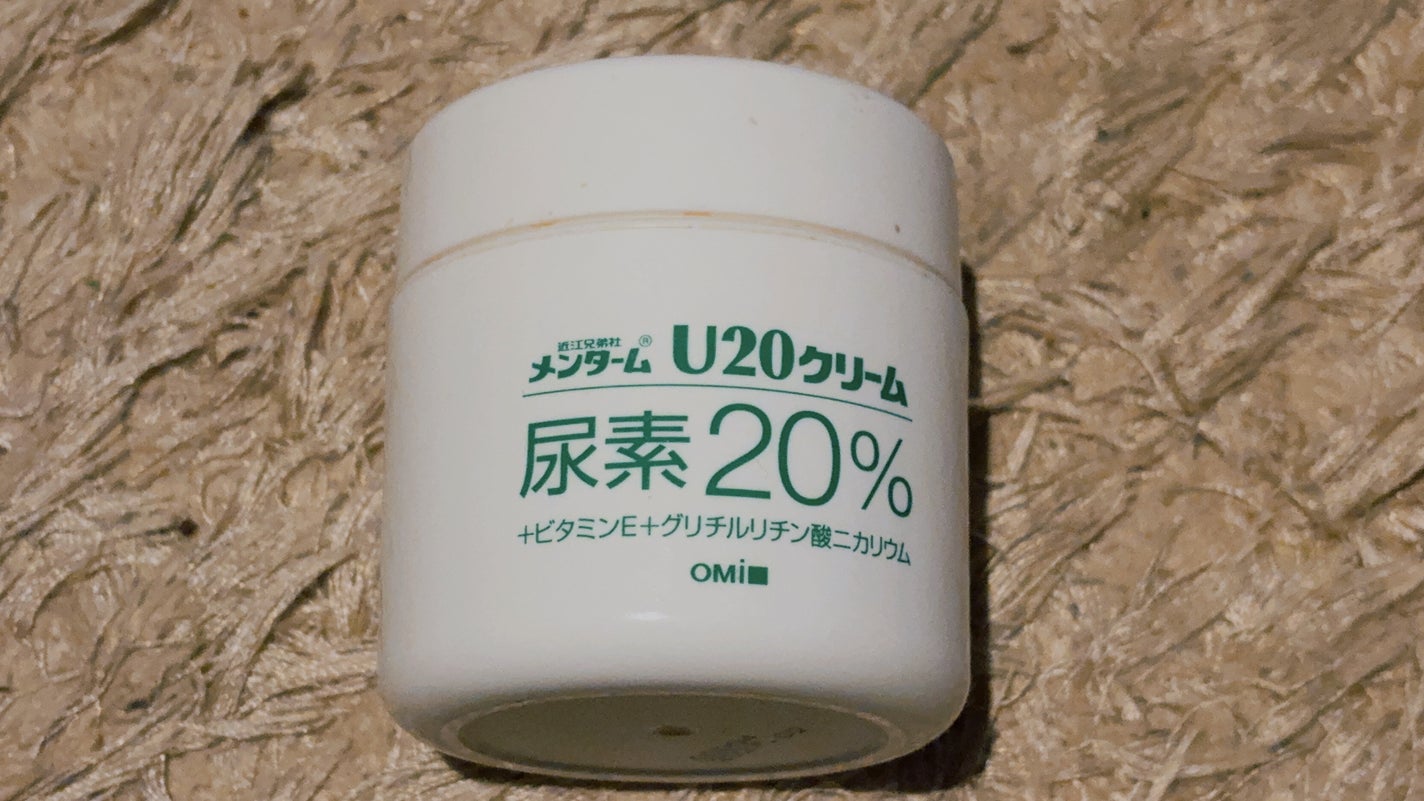 近江兄弟社
メンターム® U20クリーム
尿素20%
+ビタミンE+グリチルリチン酸ニカリウム
OMI